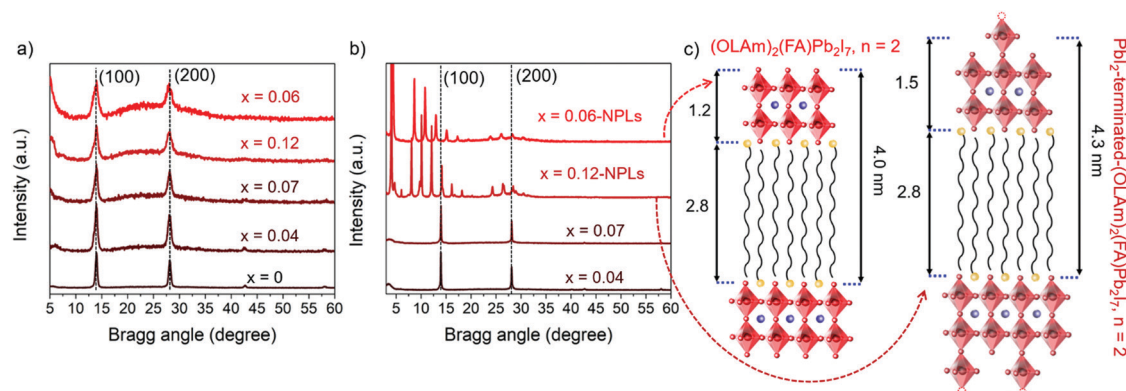 a)
Intensity (a.u.)
(100)
(200)
x = 0.06
x = 0.12
x = 0.07
x = 0.04
x = 0
5 10 15 20 25 30 35 40 45 50 55 60
Bragg angle (degree)
b)
Intensity (a.u.)
(100)
(200)
x = 0.06-NPLs
x = 0.12-NPLs
x = 0.07
x = 0.04
5 10 15 20 25 30 35 40 45 50 55 60
Bragg angle (degree)
c)
(OLAm)₂(FA)Pb₂I₇, n = 2
1.2
2.8
4.0 nm
1.5
2.8
4.3 nm
PbI₂-terminated-(OLAm)₂(FA)Pb₂I₇, n = 2